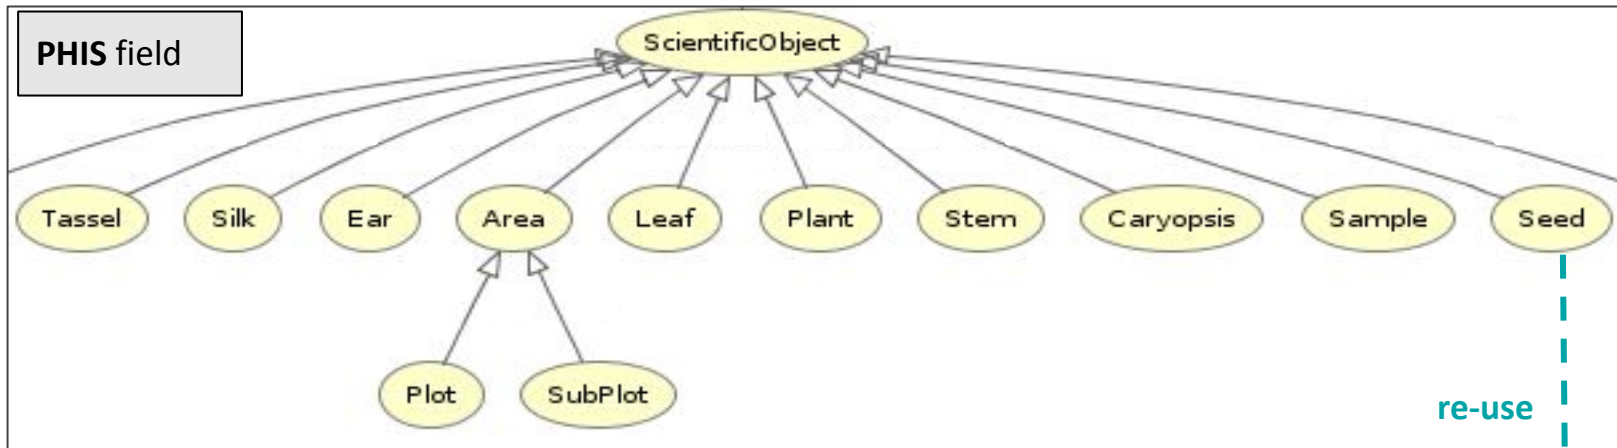 PHIS field
ScientificObject
Tassel Silk Ear Area Leaf Plant Stem Caryopsis Sample Seed
Plot SubPlot
re-use